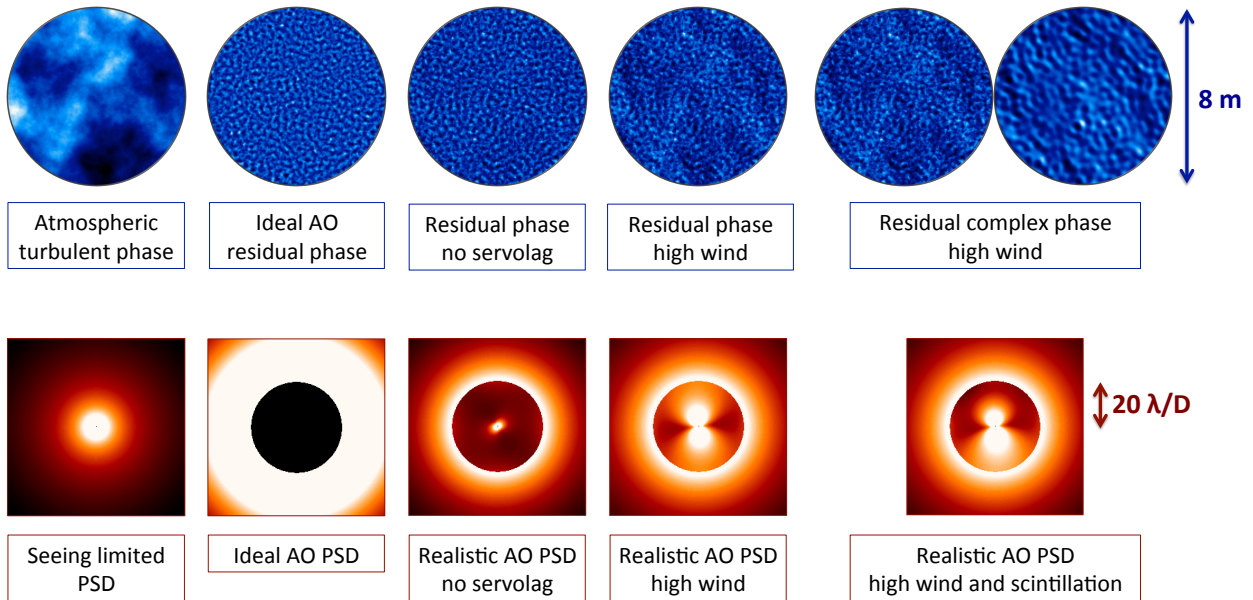 8 m
Atmospheric
turbulent phase
Ideal AO
residual phase
Residual phase
no servolag
Residual phase
high wind
Residual complex phase
high wind
20 λ/D
Seeing limited
PSD
Ideal AO PSD
Realistic AO PSD
no servolag
Realistic AO PSD
high wind
Realistic AO PSD
high wind and scintillation